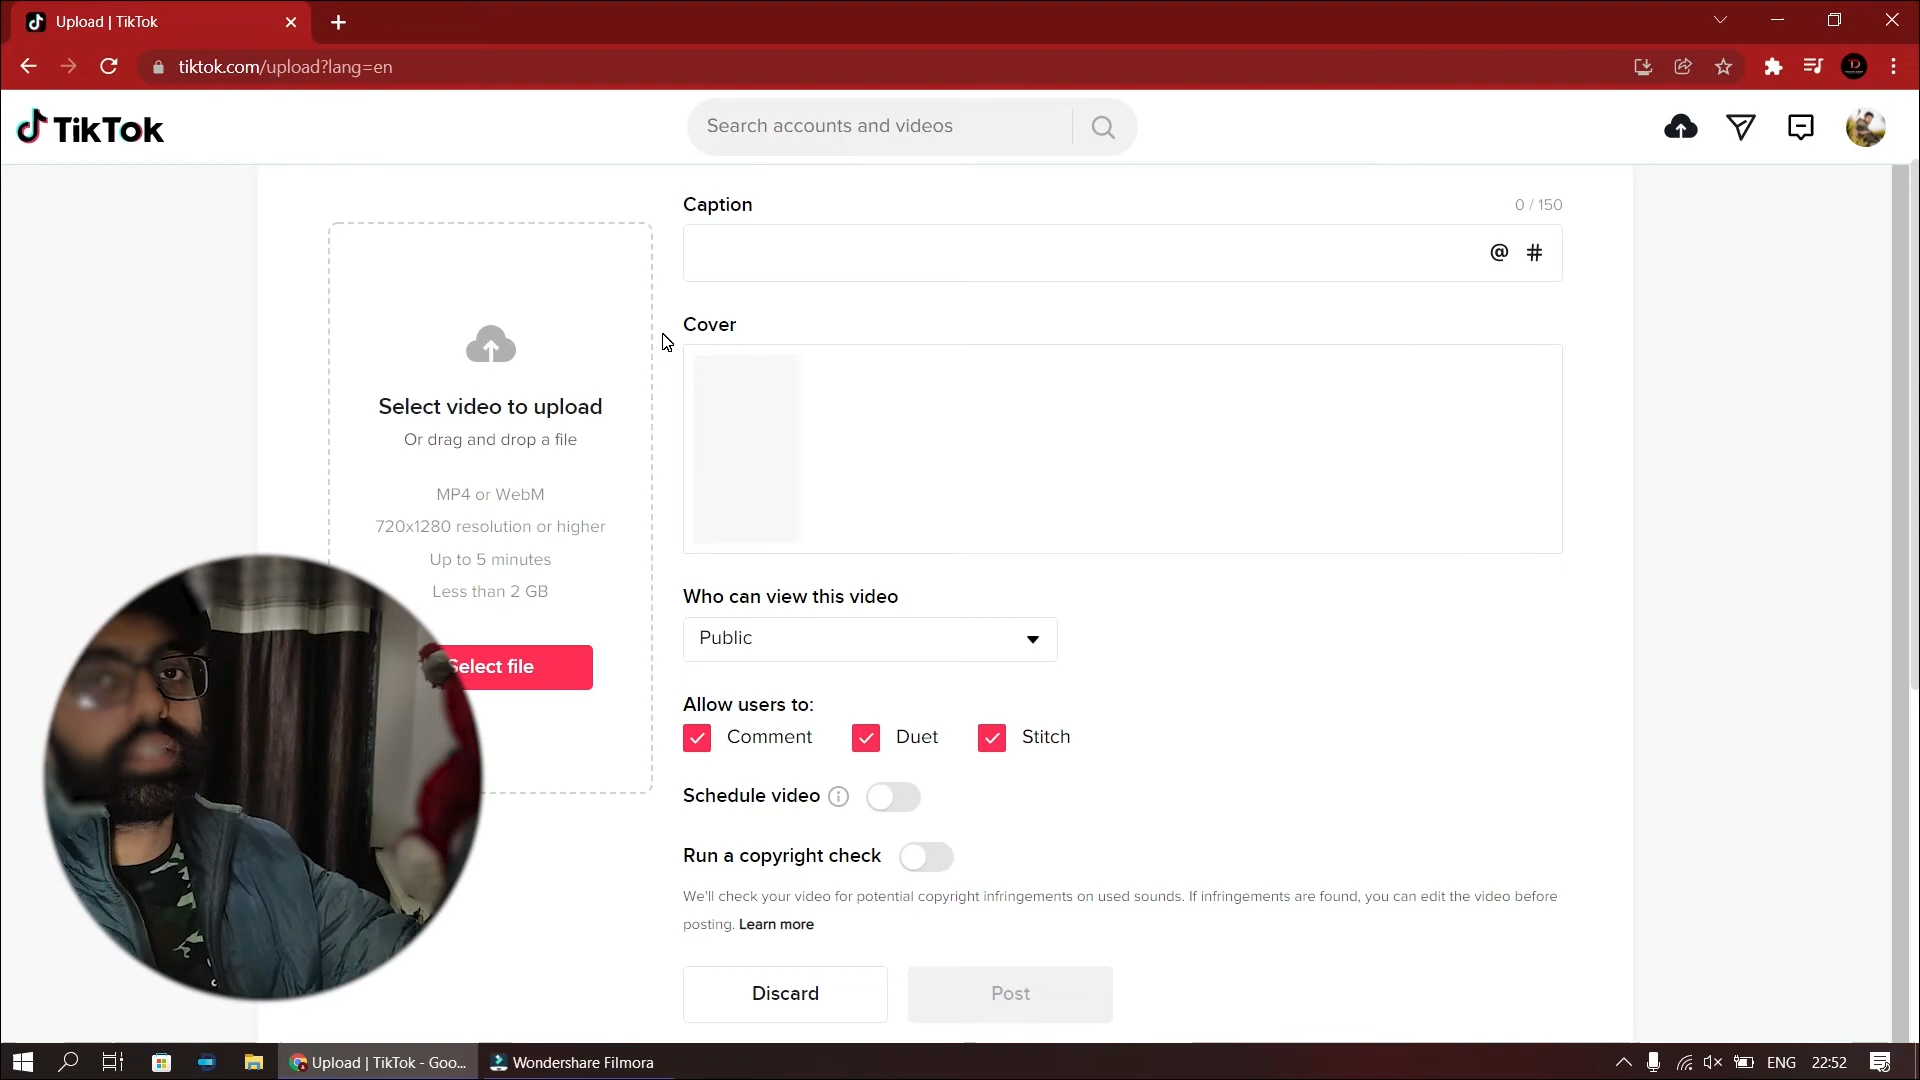 Upload | TikTok
tiktok.com/upload?lang=en
TikTok
Search accounts and videos
Caption
0 / 150
@ #
Select video to upload
Or drag and drop a file
MP4 or WebM
720x1280 resolution or higher
Up to 5 minutes
Less than 2 GB
Select file
Cover
Who can view this video
Public
Allow users to:
Comment
Duet
Stitch
Schedule video
Run a copyright check
We'll check your video for potential copyright infringements on used sounds. If infringements are found, you can edit the video before
posting. Learn more
Discard
Post
Upload | TikTok - Goo...
Wondershare Filmora
ENG
22:52